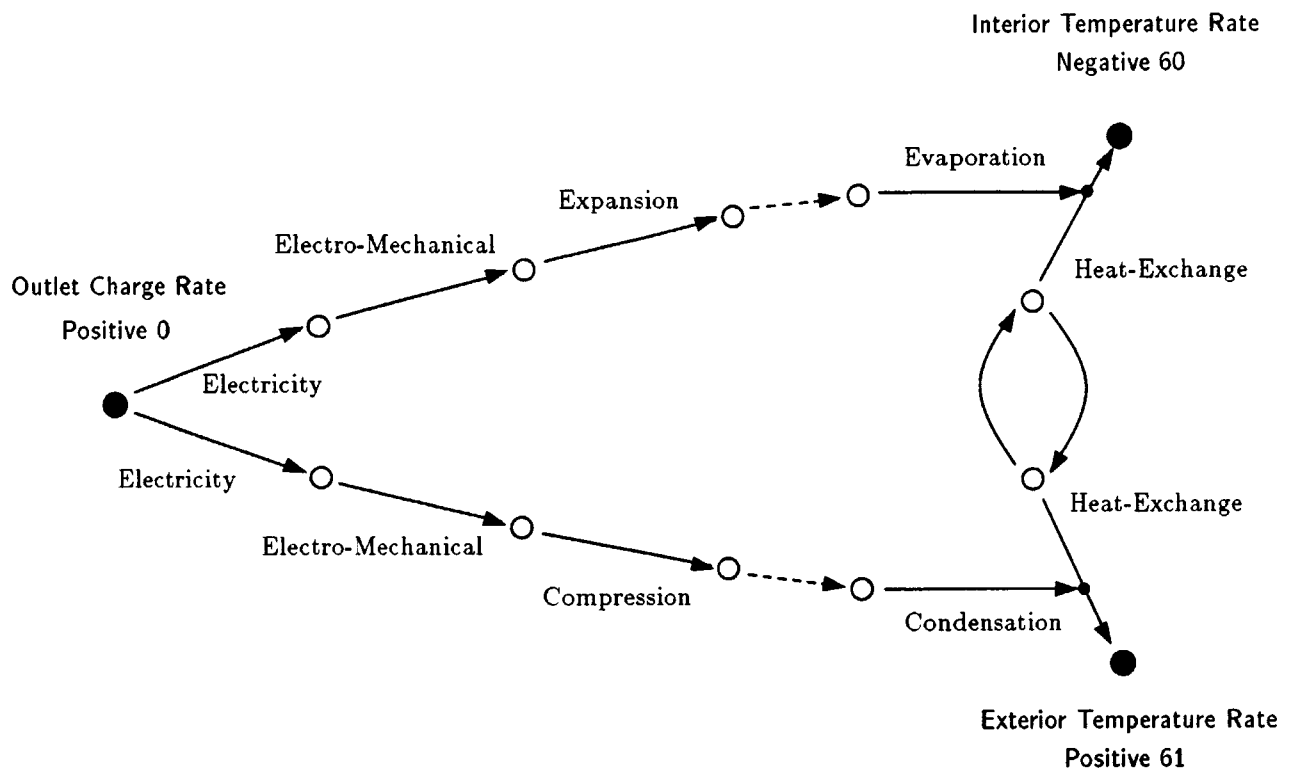 Interior Temperature Rate
Negative 60
Evaporation
Expansion
Electro-Mechanical
Heat-Exchange
Outlet Charge Rate
Positive 0
Electricity
Electricity
Heat-Exchange
Electro-Mechanical
Compression
Condensation
Exterior Temperature Rate
Positive 61